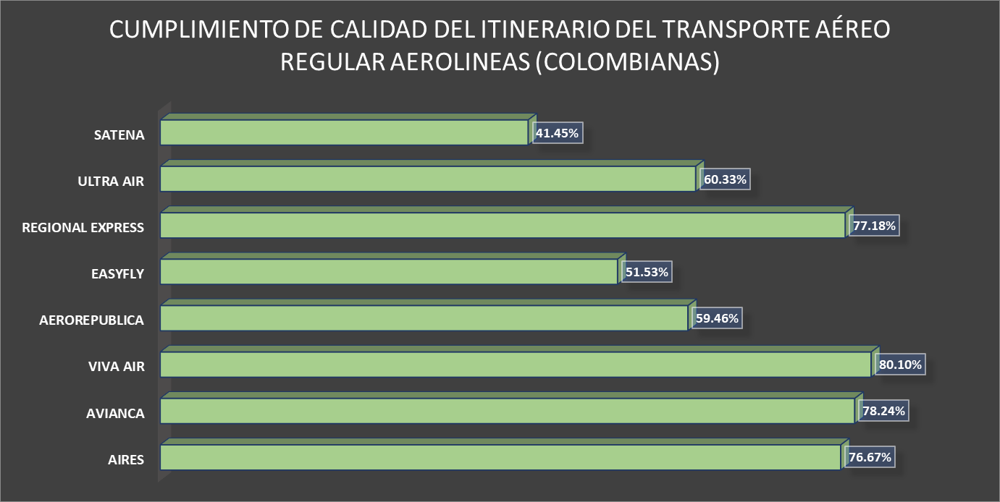 CUMPLIMIENTO DE CALIDAD DEL ITINERARIO DEL TRANSPORTE AÉREO
REGULAR AEROLINEAS (COLOMBIANAS)
SATENA 41.45%
ULTRA AIR 60.33%
REGIONAL EXPRESS 77.18%
EASYFLY 51.53%
AEROREPUBLICA 59.46%
VIVA AIR 80.10%
AVIANCA 78.24%
AIRES 76.67%